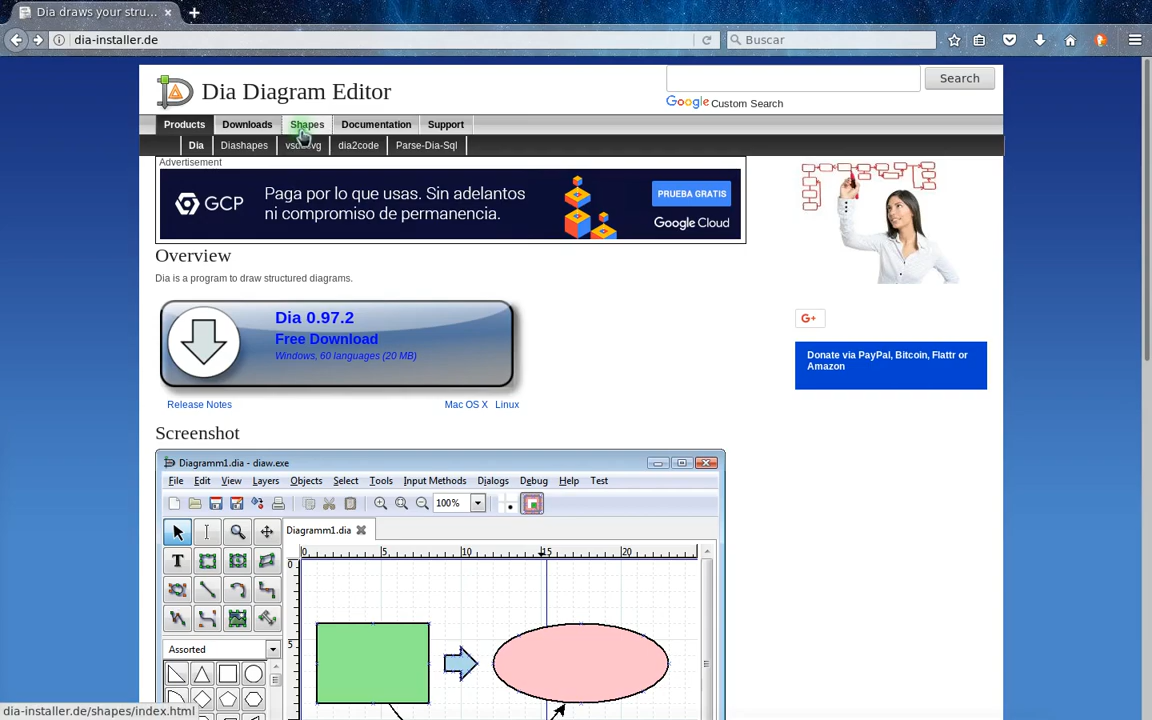 Dia draws your stru...
dia-installer.de
Buscar
Dia Diagram Editor
Search
Google Custom Search
Products Downloads Shapes Documentation Support
Dia Diashapes vsd2svg dia2code Parse-Dia-Sql
Advertisement
GCP
Paga por lo que usas. Sin adelantos
ni compromiso de permanencia.
PRUEBA GRATIS
Google Cloud
Overview
Dia is a program to draw structured diagrams.
Dia 0.97.2
Free Download
Windows, 60 languages (20 MB)
G+
Donate via PayPal, Bitcoin, Flattr or
Amazon
Release Notes Mac OS X Linux
Screenshot
Diagramm1.dia - diaw.exe
File Edit View Layers Objects Select Tools Input Methods Dialogs Debug Help Test
100%
Diagramm1.dia
0 5 10 15 20
0
T
5
Assorted
dia-installer.de/shapes/index.html